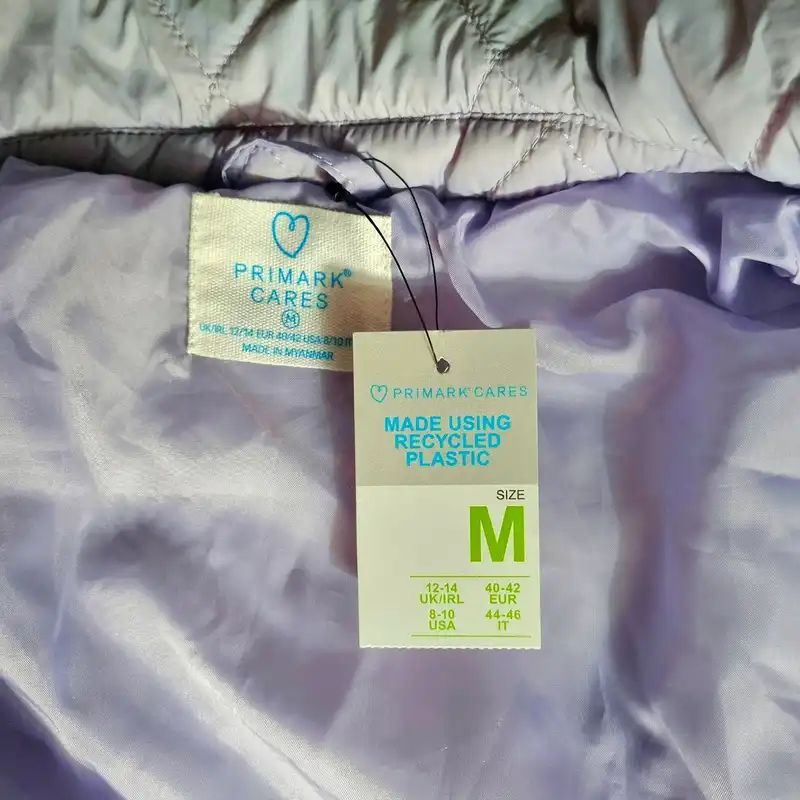 PRIMARK®
CARES
M
UK/IRL 12/14 EUR 40/42 USA 8/10 IT
MADE IN MYANMAR
PRIMARK® CARES
MADE USING
RECYCLED
PLASTIC
SIZE
M
12-14 40-42
UK/IRL EUR
8-10 44-46
USA IT